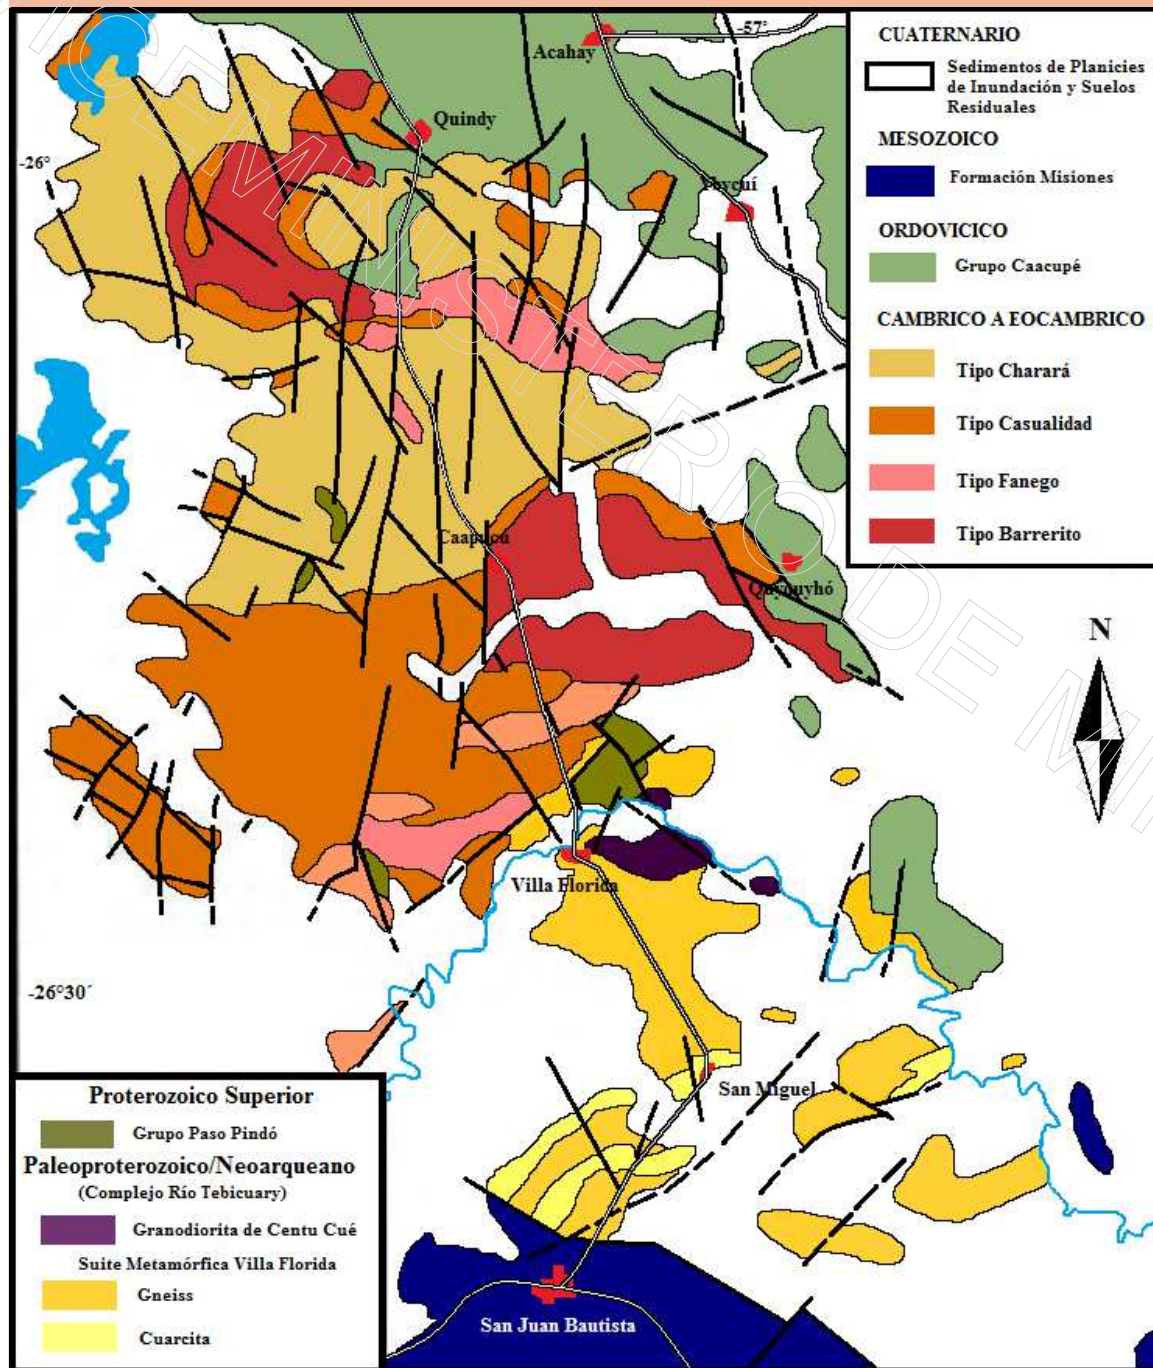 -57°
Acahay
Quindy
-26°
Caapucú
Quyquyhó
Villa Florida
-26°30´
San Miguel
San Juan Bautista
N
CUATERNARIO
Sedimentos de Planicies
de Inundación y Suelos
Residuales
MESOZOICO
Formación Misiones
ORDOVICICO
Grupo Caacupé
CAMBRICO A EOCAMBRICO
Tipo Charará
Tipo Casualidad
Tipo Fanego
Tipo Barrerito
Proterozoico Superior
Grupo Paso Pindó
Paleoproterozoico/Neoarqueano
(Complejo Río Tebicuary)
Granodiorita de Centu Cué
Suite Metamórfica Villa Florida
Gneiss
Cuarcita